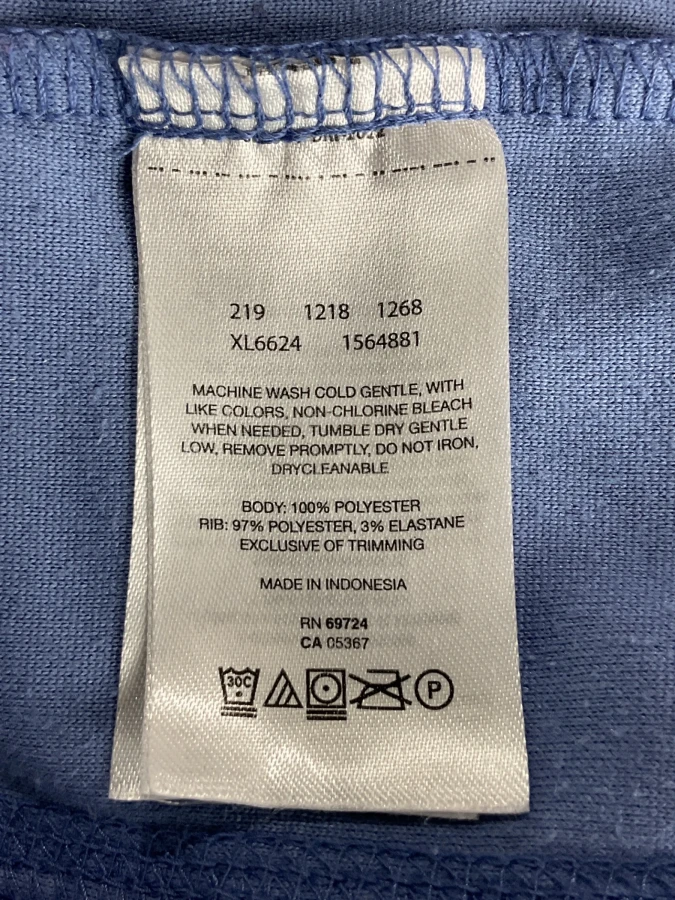 219 1218 1268
XL6624 1564881
MACHINE WASH COLD GENTLE, WITH
LIKE COLORS, NON-CHLORINE BLEACH
WHEN NEEDED, TUMBLE DRY GENTLE
LOW, REMOVE PROMPTLY, DO NOT IRON,
DRYCLEANABLE
BODY: 100% POLYESTER
RIB: 97% POLYESTER, 3% ELASTANE
EXCLUSIVE OF TRIMMING
MADE IN INDONESIA
RN 69724
CA 05367
30C P